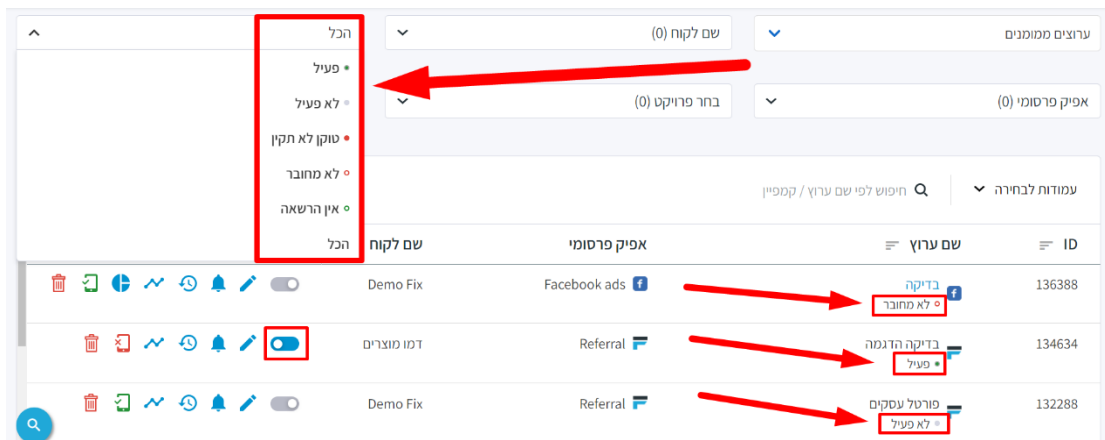 ערוצים ממומנים
שם לקוח (0)
הכל
פעיל
לא פעיל
טוקן לא תקין
לא מחובר
אין הרשאה
הכל
אפיק פרסומי (0)
בחר פרויקט (0)
עמודות לבחירה
חיפוש לפי שם ערוץ / קמפיין
ID שם ערוץ אפיק פרסומי שם לקוח
136388 בדיקה Facebook ads Demo Fix
לא מחובר
134634 בדיקה הדגמה Referral דמו מוצרים
פעיל
132288 פורטל עסקים Referral Demo Fix
לא פעיל